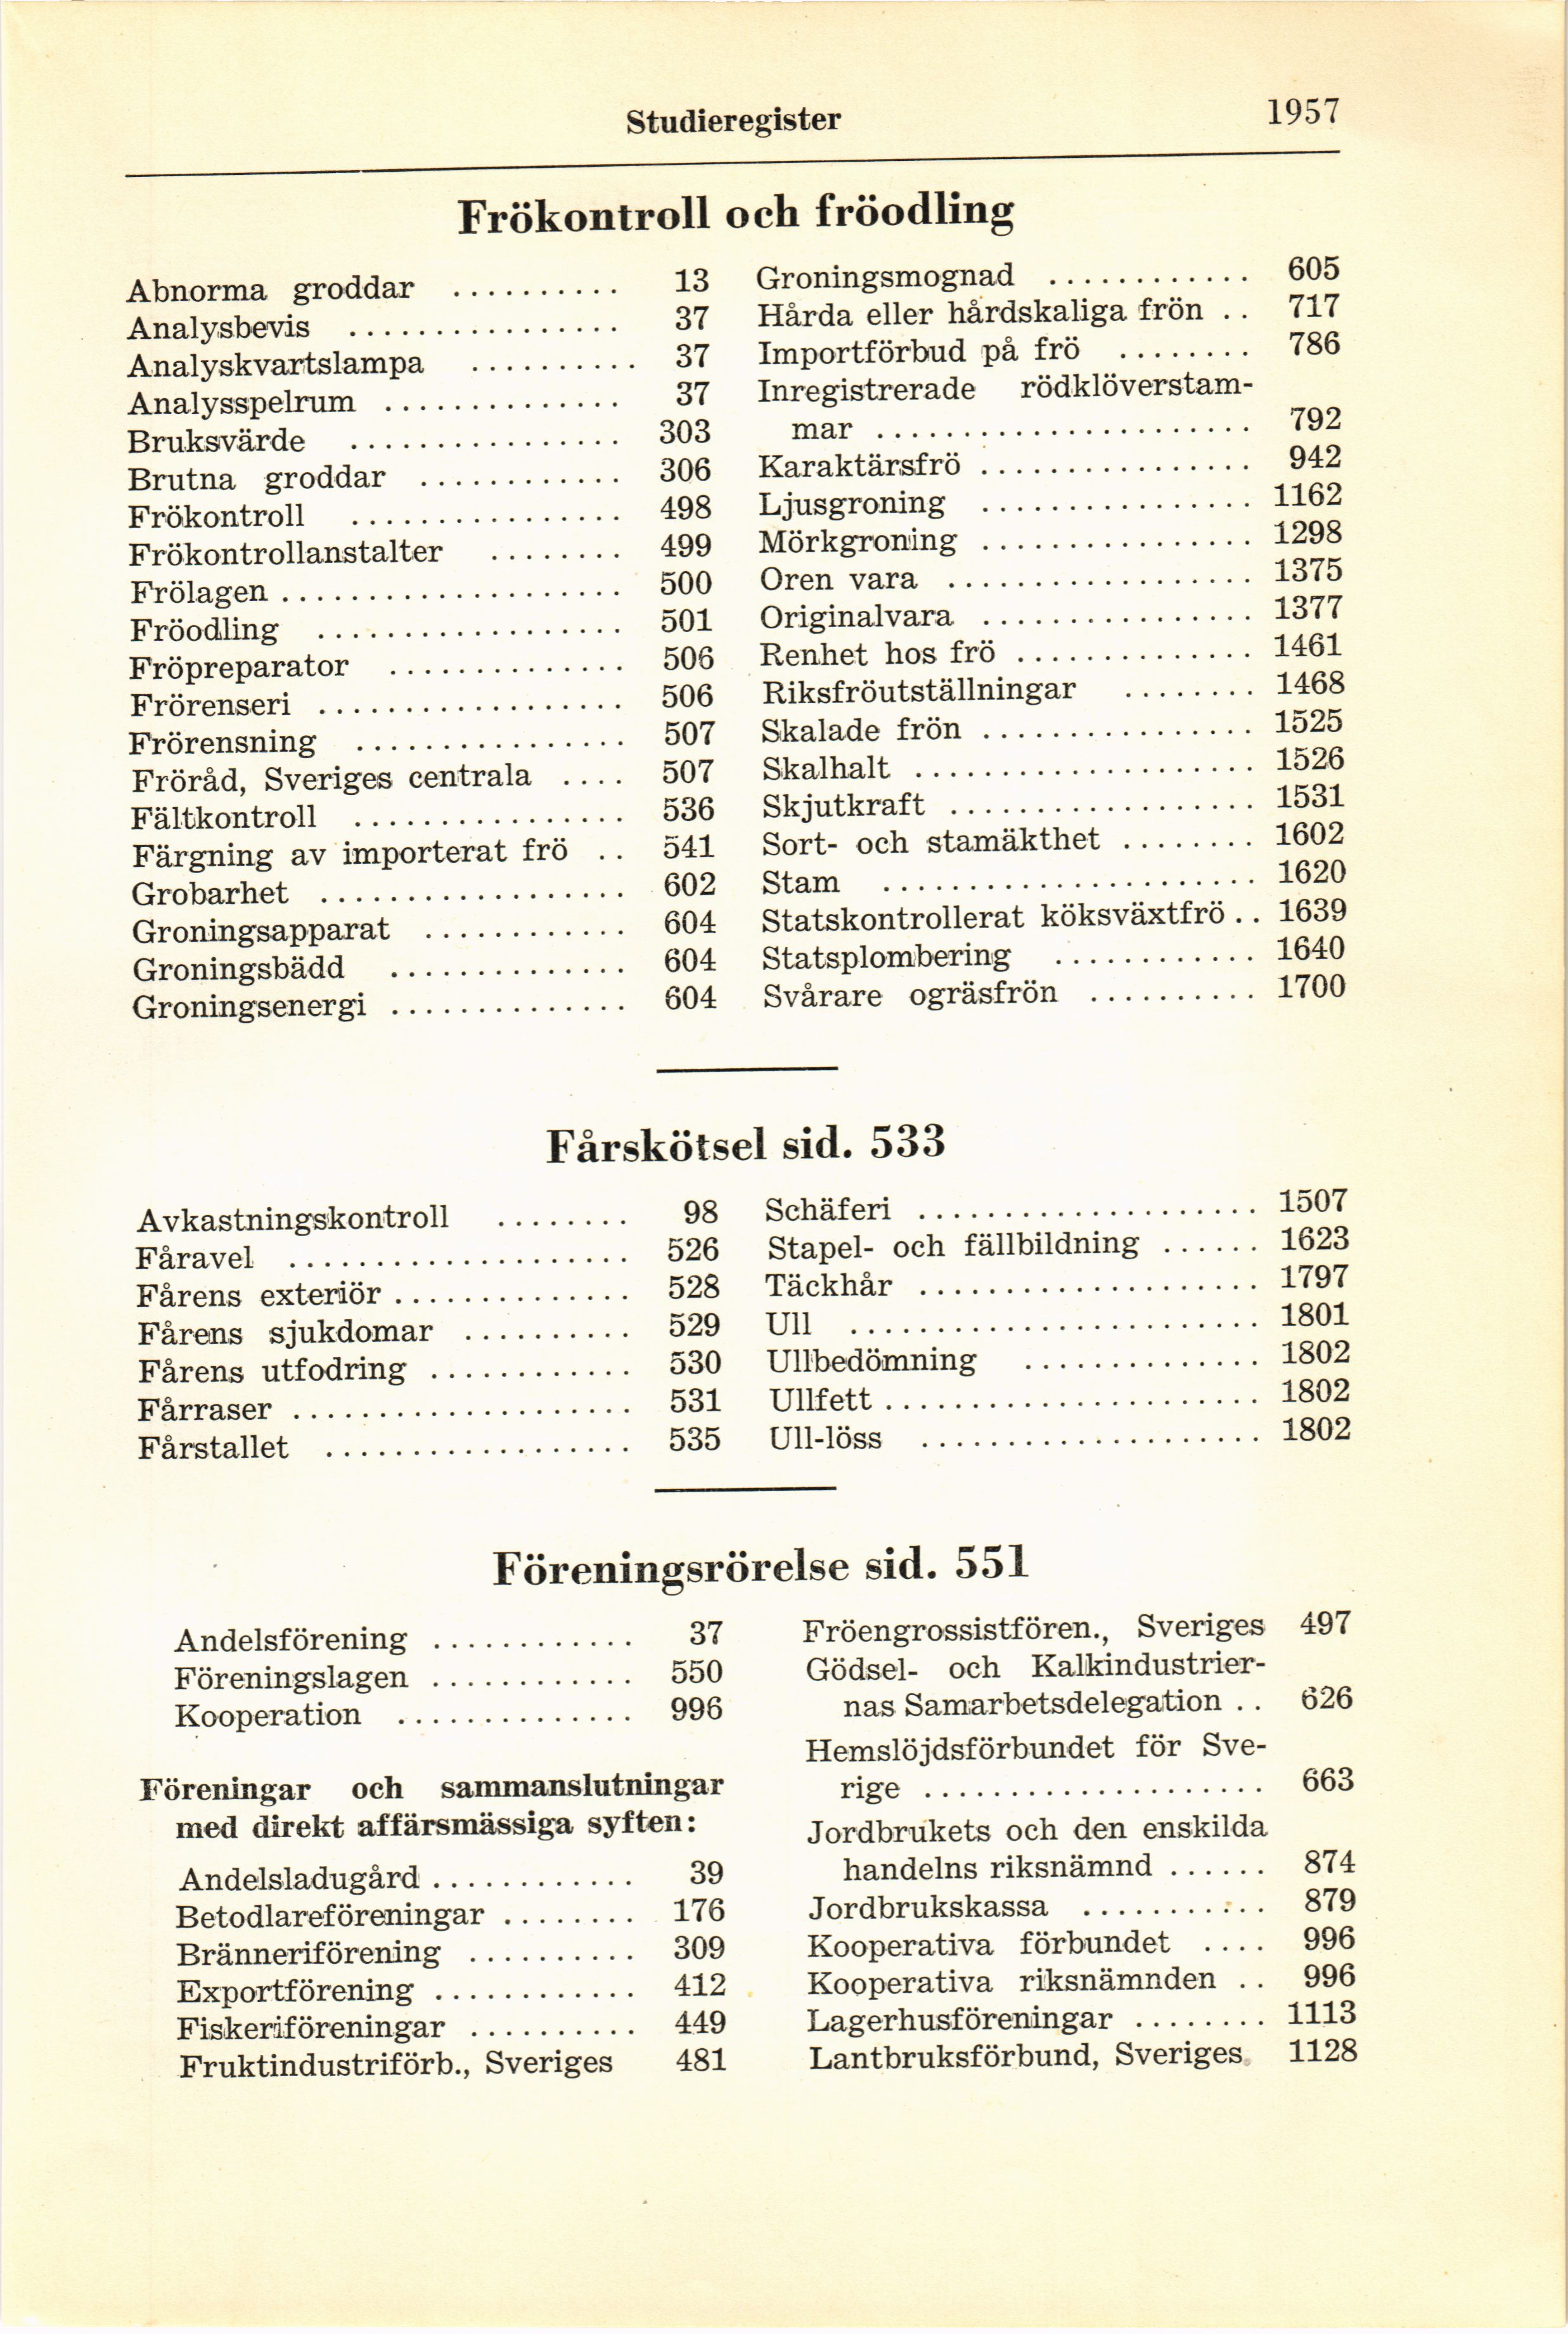 Studieregister 1957
Frökontroll och fröodling
Abnorma groddar .......... 13
Analysbevis ................ 37
Analyskvartslampa .......... 37
Analysspelrum .............. 37
Bruksvärde ................ 303
Brutna groddar ............ 306
Frökontroll ................ 498
Frökontrollanstalter ........ 499
Frölagen .................... 500
Fröodling .................. 501
Fröpreparator .............. 506
Frörenseri .................. 506
Frörensning ................ 507
Fröråd, Sveriges centrala .... 507
Fältkontroll ................ 536
Färgning av importerat frö .. 541
Grobarhet .................. 602
Groningsapparat ............ 604
Groningsbädd .............. 604
Groningsenergi .............. 604
Groningsmognad ............ 605
Hårda eller hårdskaliga frön .. 717
Importförbud på frö ........ 786
Inregistrerade rödklöverstam-
mar ...................... 792
Karaktärsfrö ................ 942
Ljusgroning ................ 1162
Mörkgroning ................ 1298
Oren vara .................. 1375
Originalvara ................ 1377
Renhet hos frö .............. 1461
Riksfröutställningar ........ 1468
Skalade frön ................ 1525
Skalhalt .................... 1526
Skjutkraft .................. 1531
Sort- och stamäkthet ........ 1602
Stam ...................... 1620
Statskontrollerat köksväxtfrö .. 1639
Statsplombering ............ 1640
Svårare ogräsfrön .......... 1700
Fårskötsel sid. 533
Avkastningskontroll ........ 98
Fåravel .................... 526
Fårens exteriör .............. 528
Fårens sjukdomar .......... 529
Fårens utfodring ............ 530
Fårraser .................... 531
Fårstallet .................. 535
Schäferi .................... 1507
Stapel- och fällbildning ...... 1623
Täckhår .................... 1797
Ull ........................ 1801
Ullbedömning .............. 1802
Ullfett ...................... 1802
Ull-löss .................... 1802
Föreningsrörelse sid. 551
Andelsförening ............ 37
Föreningslagen ............ 550
Kooperation .............. 996
Föreningar och sammanslutningar
med direkt affärsmässiga syften:
Andelsladugård ............ 39
Betodlareföreningar ........ 176
Bränneriförening .......... 309
Exportförening ............ 412
Fiskeriföreningar .......... 449
Fruktindustriförb., Sveriges 481
Fröengrossistfören., Sveriges 497
Gödsel- och Kalkindustrier-
nas Samarbetsdelegation .. 626
Hemslöjdsförbundet för Sve-
rige .................... 663
Jordbrukets och den enskilda
handelns riksnämnd ...... 874
Jordbrukskassa ........... 879
Kooperativa förbundet .... 996
Kooperativa riksnämnden .. 996
Lagerhusföreningar ........ 1113
Lantbruksförbund, Sveriges 1128